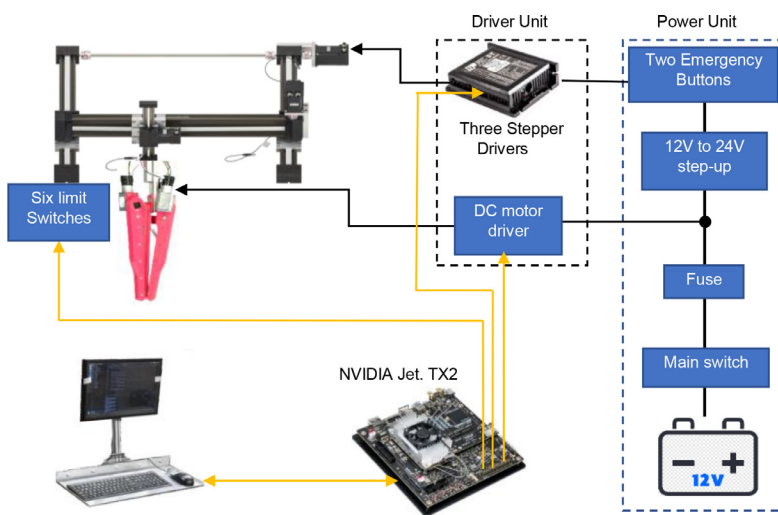 Driver Unit
Power Unit
Two Emergency
Buttons
Three Stepper
Drivers
12V to 24V
step-up
Six limit
Switches
DC motor
driver
Fuse
NVIDIA Jet. TX2
Main switch
12V